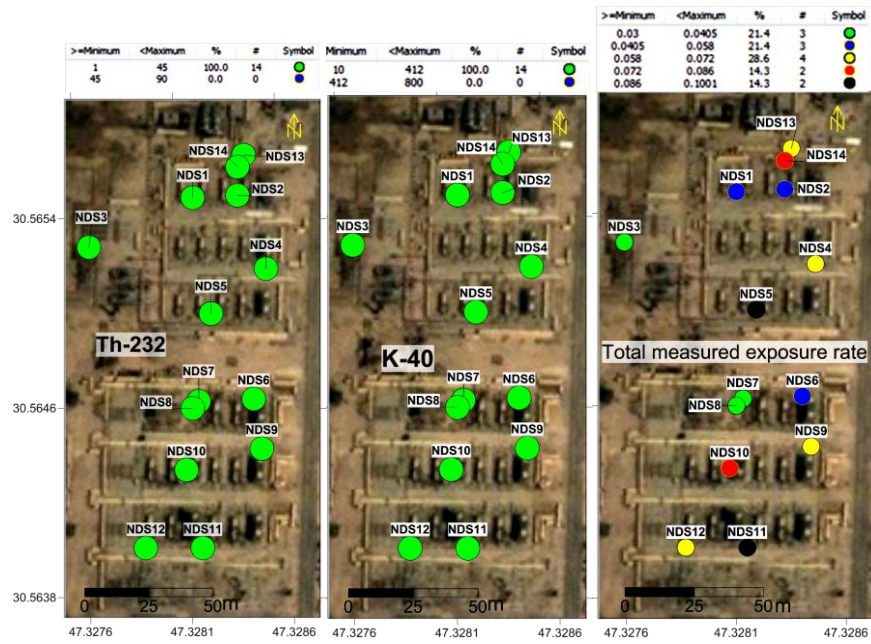 >=Minimum <Maximum % # Symbol
1 45 100.0 14
45 90 0.0 0
>=Minimum <Maximum % # Symbol
10 412 100.0 14
412 800 0.0 0
>=Minimum <Maximum % # Symbol
0.03 0.0405 21.4 3
0.0405 0.058 21.4 3
0.058 0.072 28.6 4
0.072 0.086 14.3 2
0.086 0.1001 14.3 2
30.5654
30.5646
30.5638
N
NDS14
NDS13
NDS1
NDS2
NDS3
NDS4
NDS5
Th-232
NDS7
NDS6
NDS8
NDS9
NDS10
NDS12 NDS11
0 25 50m
47.3276 47.3281 47.3286
N
NDS13
NDS14
NDS1
NDS2
NDS3
NDS4
NDS5
K-40
NDS7
NDS6
NDS8
NDS9
NDS10
NDS12 NDS11
0 25 50m
47.3276 47.3281 47.3286
N
NDS13
NDS14
NDS1
NDS2
NDS3
NDS4
NDS5
Total measured exposure rate
NDS7
NDS6
NDS8
NDS9
NDS10
NDS12 NDS11
0 25 50m
47.3276 47.3281 47.3286